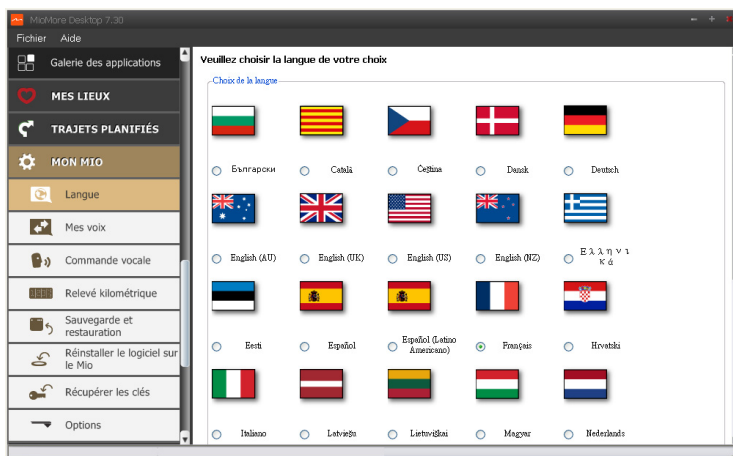 MioMore Desktop 7.30
Fichier Aide
Galerie des applications
MES LIEUX
TRAJETS PLANIFIÉS
MON MIO
Langue
Mes voix
Commande vocale
Relevé kilométrique
Sauvegarde et
restauration
Réinstaller le logiciel sur
le Mio
Récupérer les clés
Options
Veuillez choisir la langue de votre choix
Choix de la langue
Български Català Čeština Dansk Deutsch
English (AU) English (UK) English (US) English (NZ) Ελληνι
κά
Eesti Español Español (Latino
Americano) Français Hrvatski
Italiano Latviešu Lietuviškai Magyar Nederlands